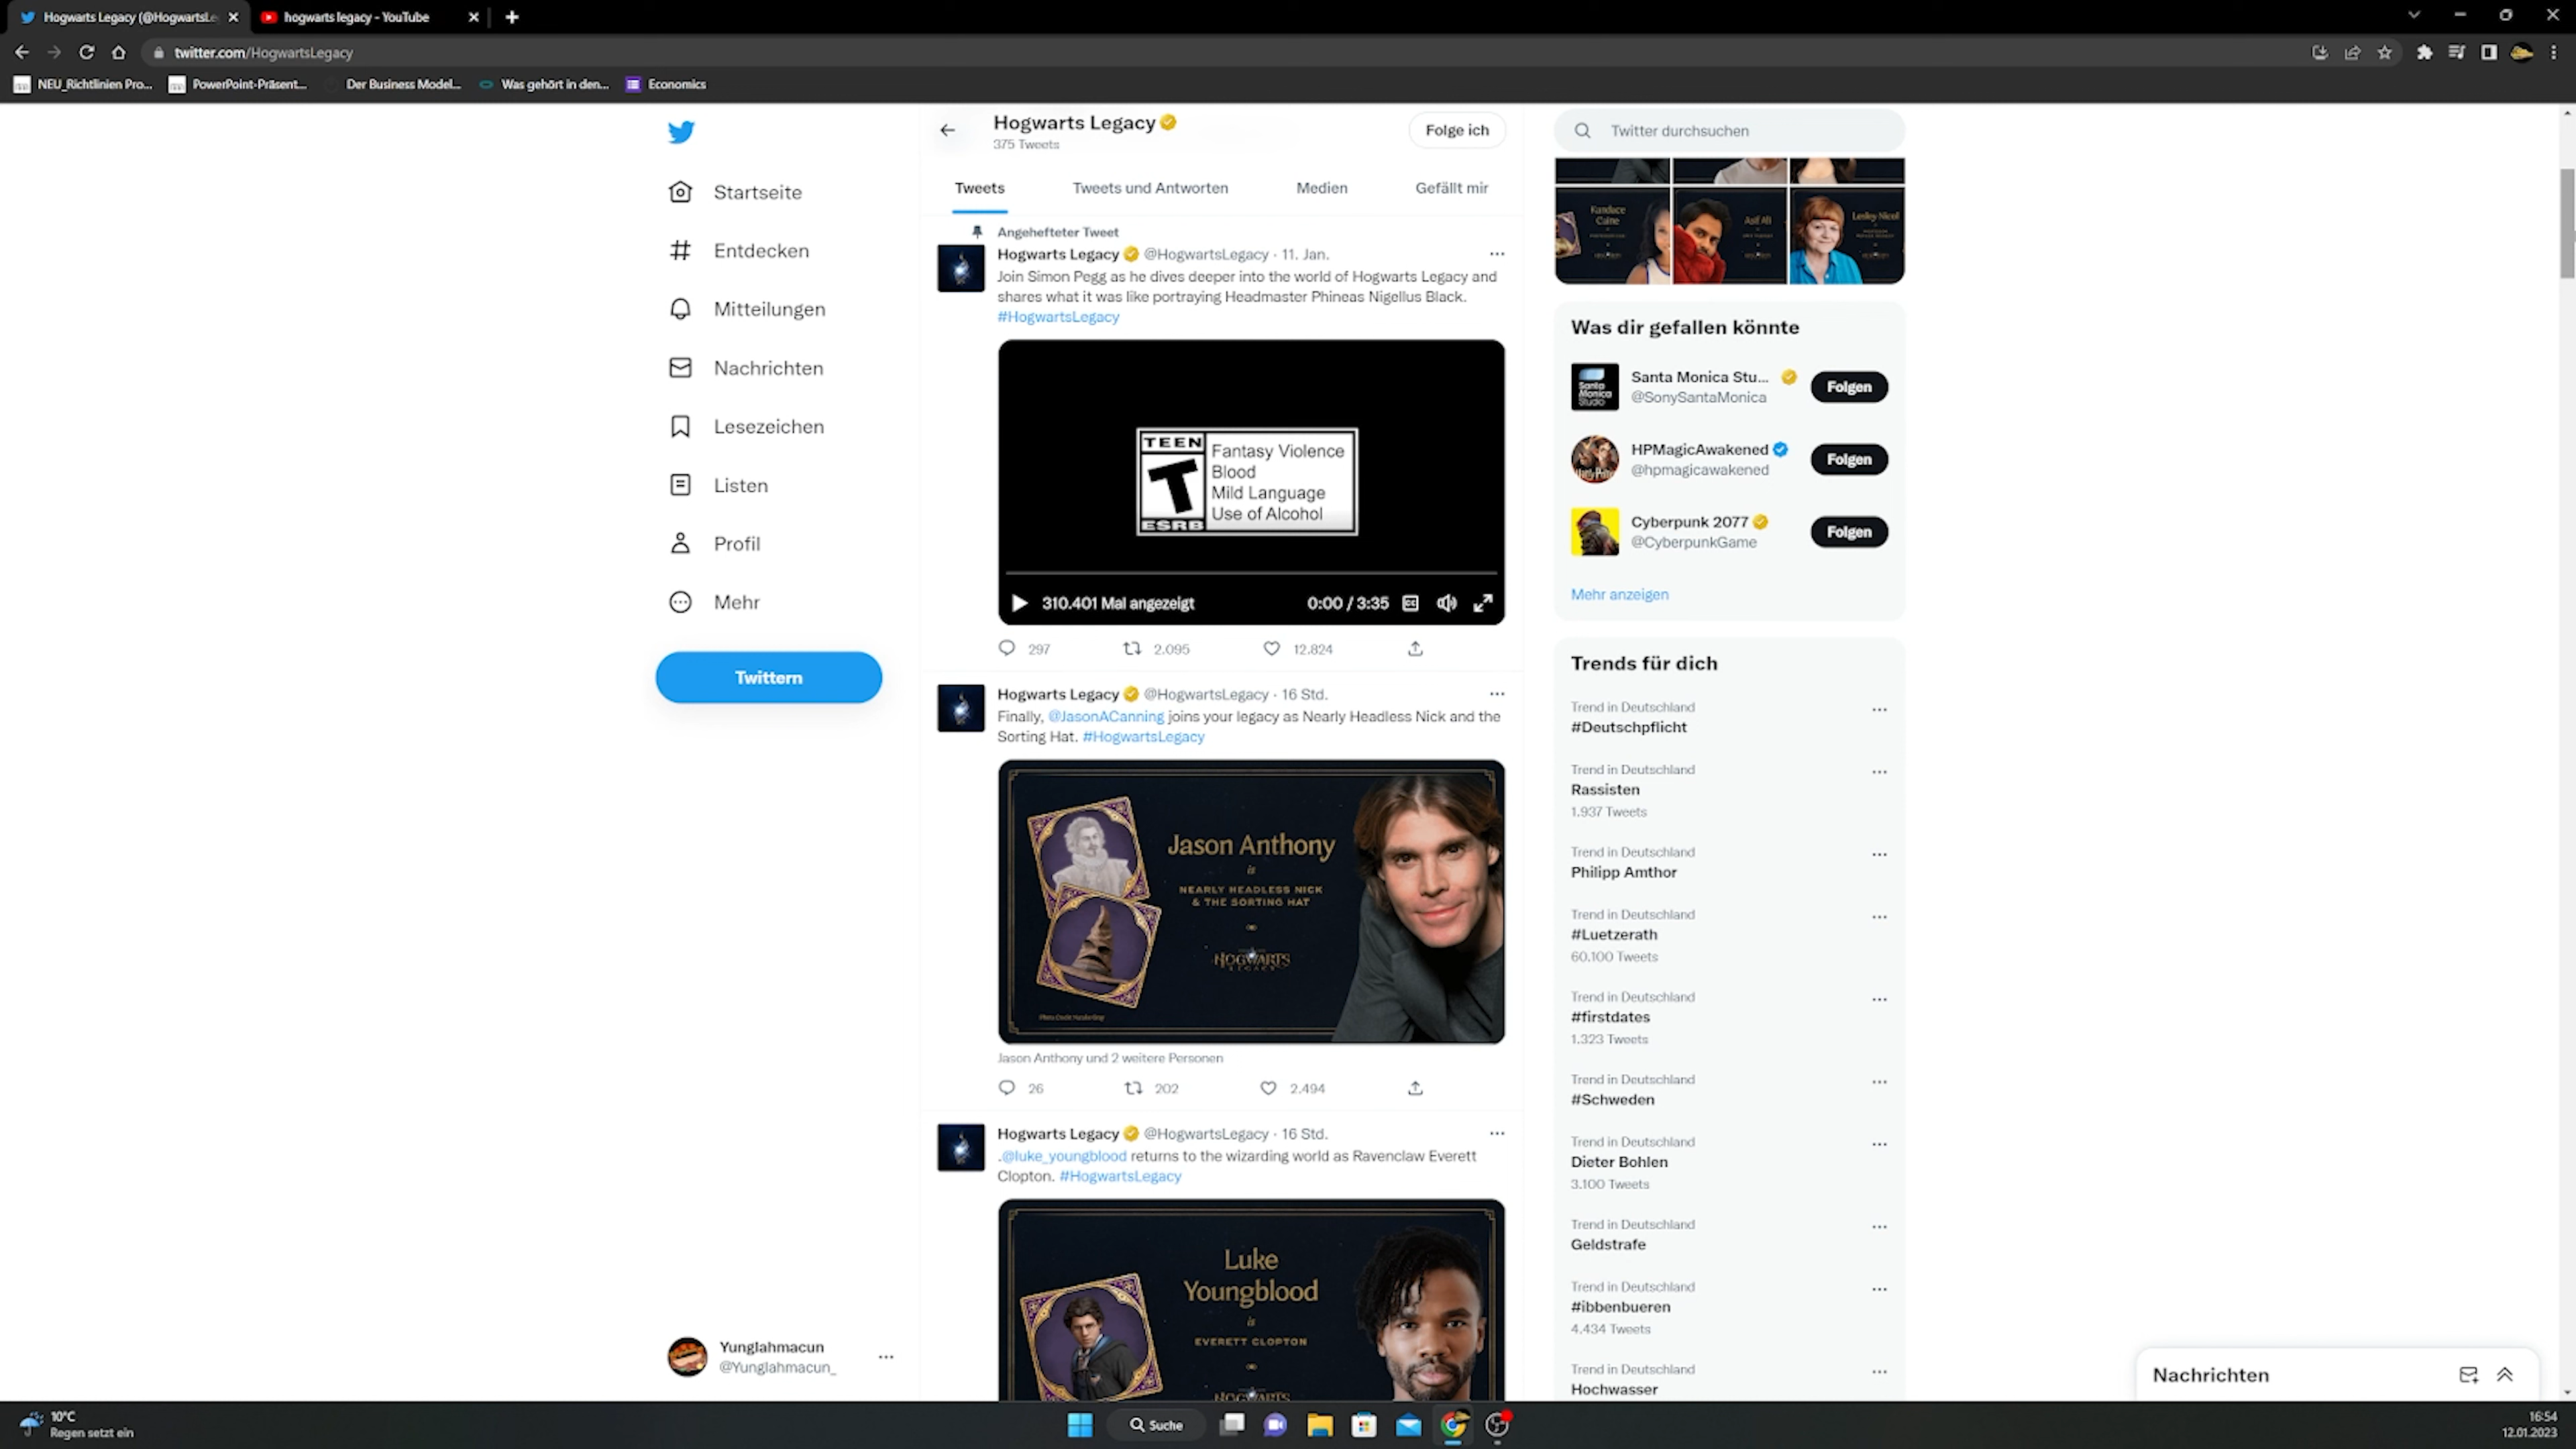 Hogwarts Legacy (@HogwartsLe
hogwarts legacy - YouTube
twitter.com/HogwartsLegacy
NEU_Richtlinien Pro...
PowerPoint-Präsent...
Der Business Model...
Was gehört in den...
Economics
Startseite
Entdecken
Mitteilungen
Nachrichten
Lesezeichen
Listen
Profil
Mehr
Twittern
Yunglahmacun
@Yunglahmacun_
Hogwarts Legacy
375 Tweets
Folge ich
Tweets
Tweets und Antworten
Medien
Gefällt mir
Angehefteter Tweet
Hogwarts Legacy @HogwartsLegacy · 11. Jan.
Join Simon Pegg as he dives deeper into the world of Hogwarts Legacy and
shares what it was like portraying Headmaster Phineas Nigellus Black.
#HogwartsLegacy
TEEN
T
ESRB
Fantasy Violence
Blood
Mild Language
Use of Alcohol
310.401 Mal angezeigt
0:00 / 3:35
CC
297
2.095
12.824
Hogwarts Legacy @HogwartsLegacy · 16 Std.
Finally, @JasonACanning joins your legacy as Nearly Headless Nick and the
Sorting Hat. #HogwartsLegacy
Jason Anthony
is
NEARLY HEADLESS NICK
& THE SORTING HAT
HOGWARTS
LEGACY
Jason Anthony und 2 weitere Personen
26
202
2.494
Hogwarts Legacy @HogwartsLegacy · 16 Std.
.@luke_youngblood returns to the wizarding world as Ravenclaw Everett
Clopton. #HogwartsLegacy
Luke
Youngblood
is
EVERETT CLOPTON
HOGWARTS
Twitter durchsuchen
Kandace
Caine
Asif Ali
Lesley Nicol
Was dir gefallen könnte
Santa Monica Stu...
@SonySantaMonica
Folgen
Santa
Monica
Studio
HPMagicAwakened
@hpmagicawakened
Folgen
Cyberpunk 2077
@CyberpunkGame
Folgen
Mehr anzeigen
Trends für dich
Trend in Deutschland
#Deutschpflicht
Trend in Deutschland
Rassisten
1.937 Tweets
Trend in Deutschland
Philipp Amthor
Trend in Deutschland
#Luetzerath
60.100 Tweets
Trend in Deutschland
#firstdates
1.323 Tweets
Trend in Deutschland
#Schweden
Trend in Deutschland
Dieter Bohlen
3.100 Tweets
Trend in Deutschland
Geldstrafe
Trend in Deutschland
#ibbenbueren
4.434 Tweets
Trend in Deutschland
Hochwasser
Nachrichten
10°C
Regen setzt ein
Suche
16:54
12.01.2023